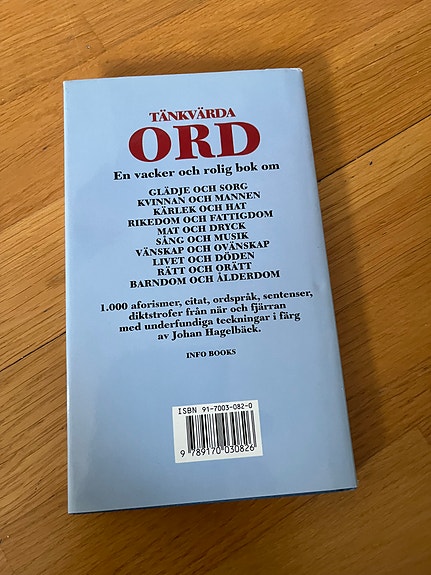 TÄNKVÄRDA
ORD
En vacker och rolig bok om
GLÄDJE OCH SORG
KVINNAN OCH MANNEN
KÄRLEK OCH HAT
RIKEDOM OCH FATTIGDOM
MAT OCH DRYCK
SÅNG OCH MUSIK
VÄNSKAP OCH OVÄNSKAP
LIVET OCH DÖDEN
RÄTT OCH ORÄTT
BARNDOM OCH ÅLDERDOM
1.000 aforismer, citat, ordspråk, sentenser,
diktstrofer från när och fjärran
med underfundiga teckningar i färg
av Johan Hagelbäck.
INFO BOOKS
ISBN 91-7003-082-0
9 789170 030826